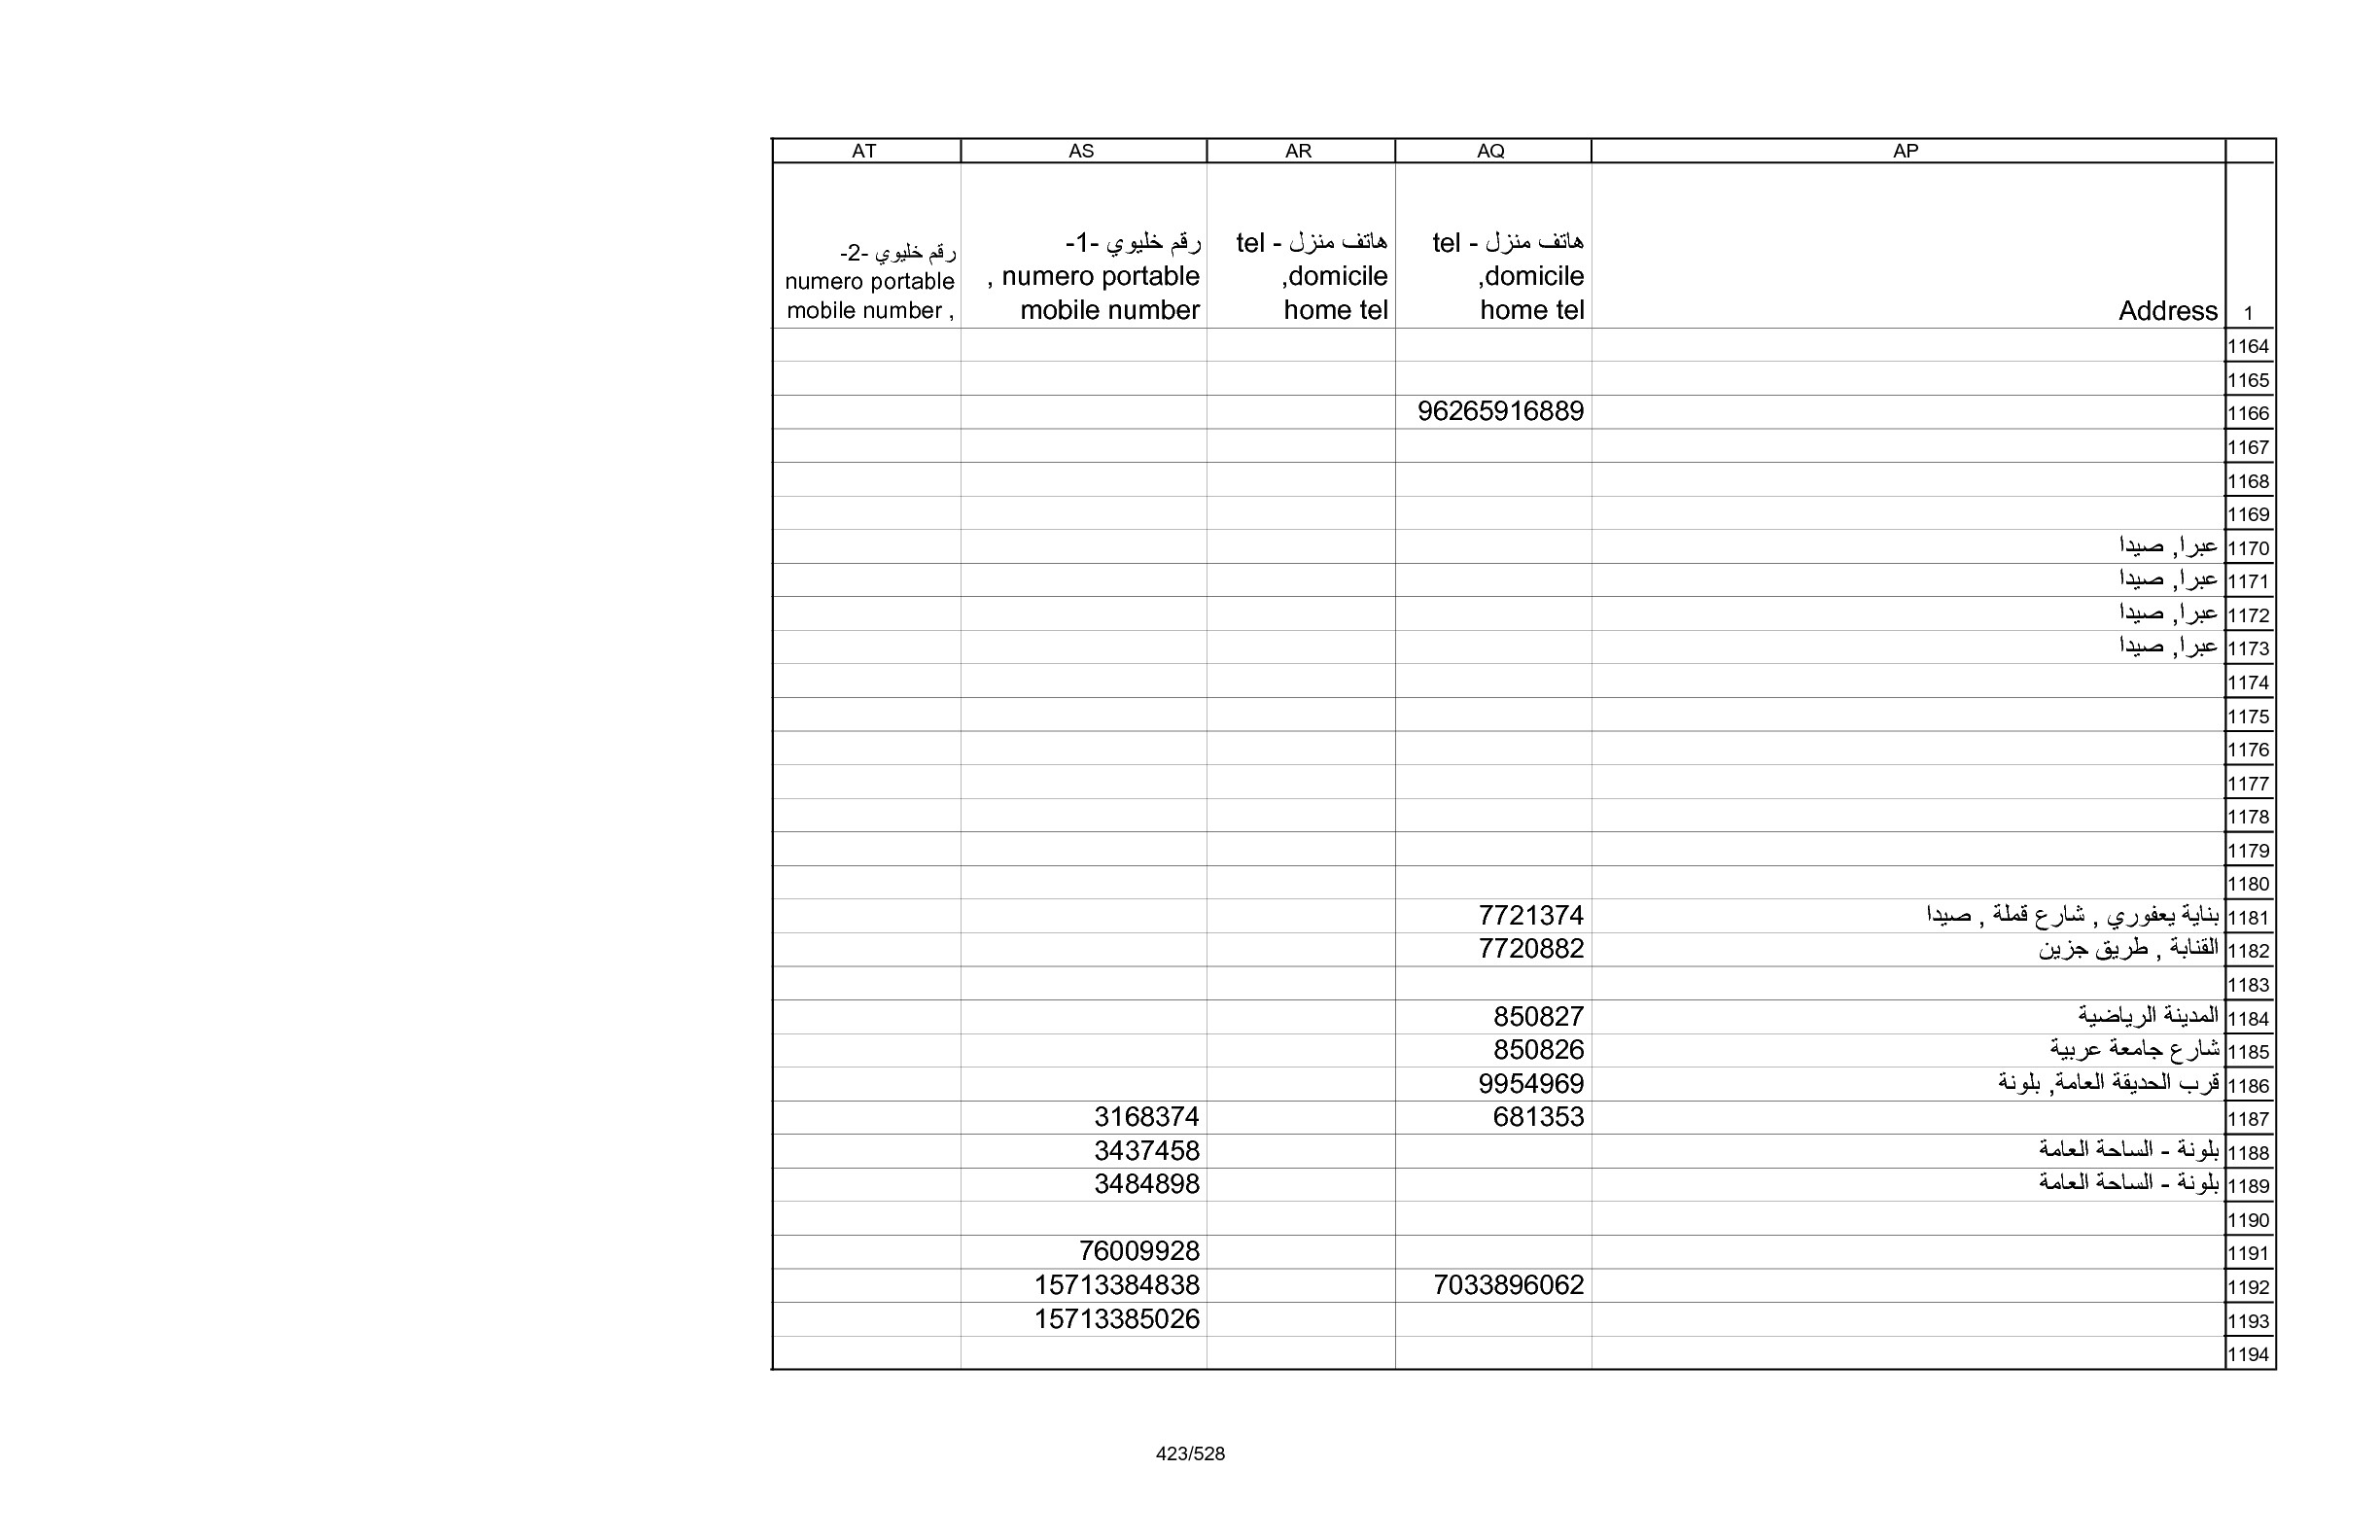 AP AQ AR AS AT
1 Address هاتف منزل - tel domicile, home tel هاتف منزل - tel domicile, home tel رقم خليوي -1- numero portable , mobile number رقم خليوي -2- numero portable mobile number ,
1164
1165
1166 96265916889
1167
1168
1169
1170 عبرا, صيدا
1171 عبرا, صيدا
1172 عبرا, صيدا
1173 عبرا, صيدا
1174
1175
1176
1177
1178
1179
1180
1181 بناية يعفوري , شارع قملة , صيدا 7721374
1182 القنابة , طريق جزين 7720882
1183
1184 المدينة الرياضية 850827
1185 شارع جامعة عربية 850826
1186 قرب الحديقة العامة, بلونة 9954969
1187 681353 3168374
1188 بلونة - الساحة العامة 3437458
1189 بلونة - الساحة العامة 3484898
1190
1191 76009928
1192 7033896062 15713384838
1193 15713385026
1194
423/528